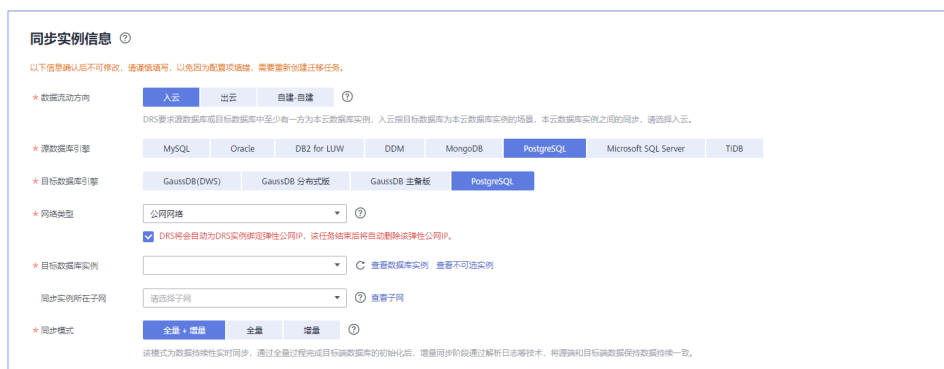 同步实例信息
以下信息确认后不可修改，请谨慎填写，以免因为配置项填错，需要重新创建迁移任务。
* 数据流动方向 入云 出云 自建-自建
DRS要求源数据库或目标数据库中至少有一方为本云数据库实例，入云指目标数据库为本云数据库实例的场景，本云数据库实例之间的同步，请选择入云。
* 源数据库引擎 MySQL Oracle DB2 for LUW DDM MongoDB PostgreSQL Microsoft SQL Server TiDB
* 目标数据库引擎 GaussDB(DWS) GaussDB 分布式版 GaussDB 主备版 PostgreSQL
* 网络类型 公网网络
DRS将会自动为DRS实例绑定弹性公网IP，该任务结束后将自动删除该弹性公网IP。
* 目标数据库实例 查看数据库实例 查看不可选实例
同步实例所在子网 请选择子网 查看子网
* 同步模式 全量 + 增量 全量 增量
该模式为数据持续性实时同步，通过全量过程完成目标端数据库的初始化后，增量同步阶段通过解析日志等技术，将源端和目标端数据保持数据持续一致。